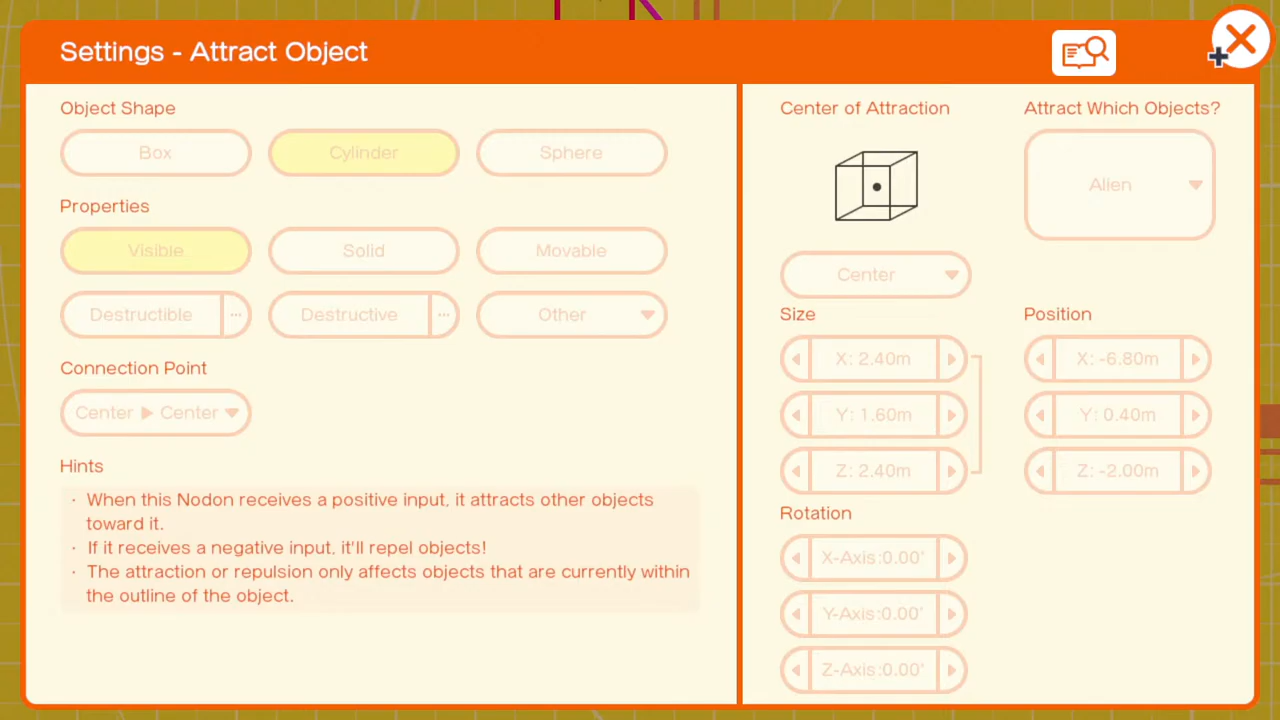 Settings - Attract Object
Object Shape
Box
Cylinder
Sphere
Properties
Visible
Solid
Movable
Destructible
Destructive
Other
Connection Point
Center ▶ Center
Hints
· When this Nodon receives a positive input, it attracts other objects
toward it.
· If it receives a negative input, it'll repel objects!
· The attraction or repulsion only affects objects that are currently within
the outline of the object.
Center of Attraction
Center
Attract Which Objects?
Alien
Size
X: 2.40m
Y: 1.60m
Z: 2.40m
Position
X: -6.80m
Y: 0.40m
Z: -2.00m
Rotation
X-Axis:0.00°
Y-Axis:0.00°
Z-Axis:0.00°